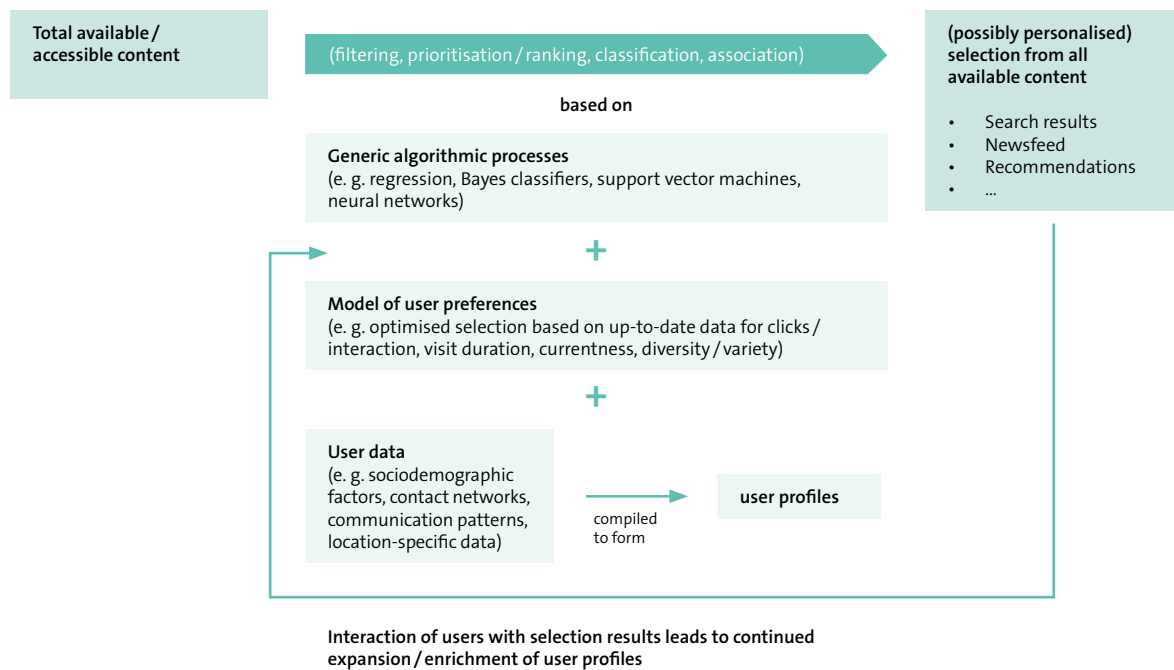 Total available / 
accessible content
(filtering, prioritisation / ranking, classification, association)
(possibly personalised)
selection from all
available content
• Search results
• Newsfeed
• Recommendations
• ...
based on
Generic algorithmic processes
(e. g. regression, Bayes classifiers, support vector machines,
neural networks)
+
Model of user preferences
(e. g. optimised selection based on up-to-date data for clicks /
interaction, visit duration, currentness, diversity / variety)
+
User data
(e. g. sociodemographic
factors, contact networks,
communication patterns,
location-specific data)
compiled
to form
user profiles
Interaction of users with selection results leads to continued
expansion / enrichment of user profiles